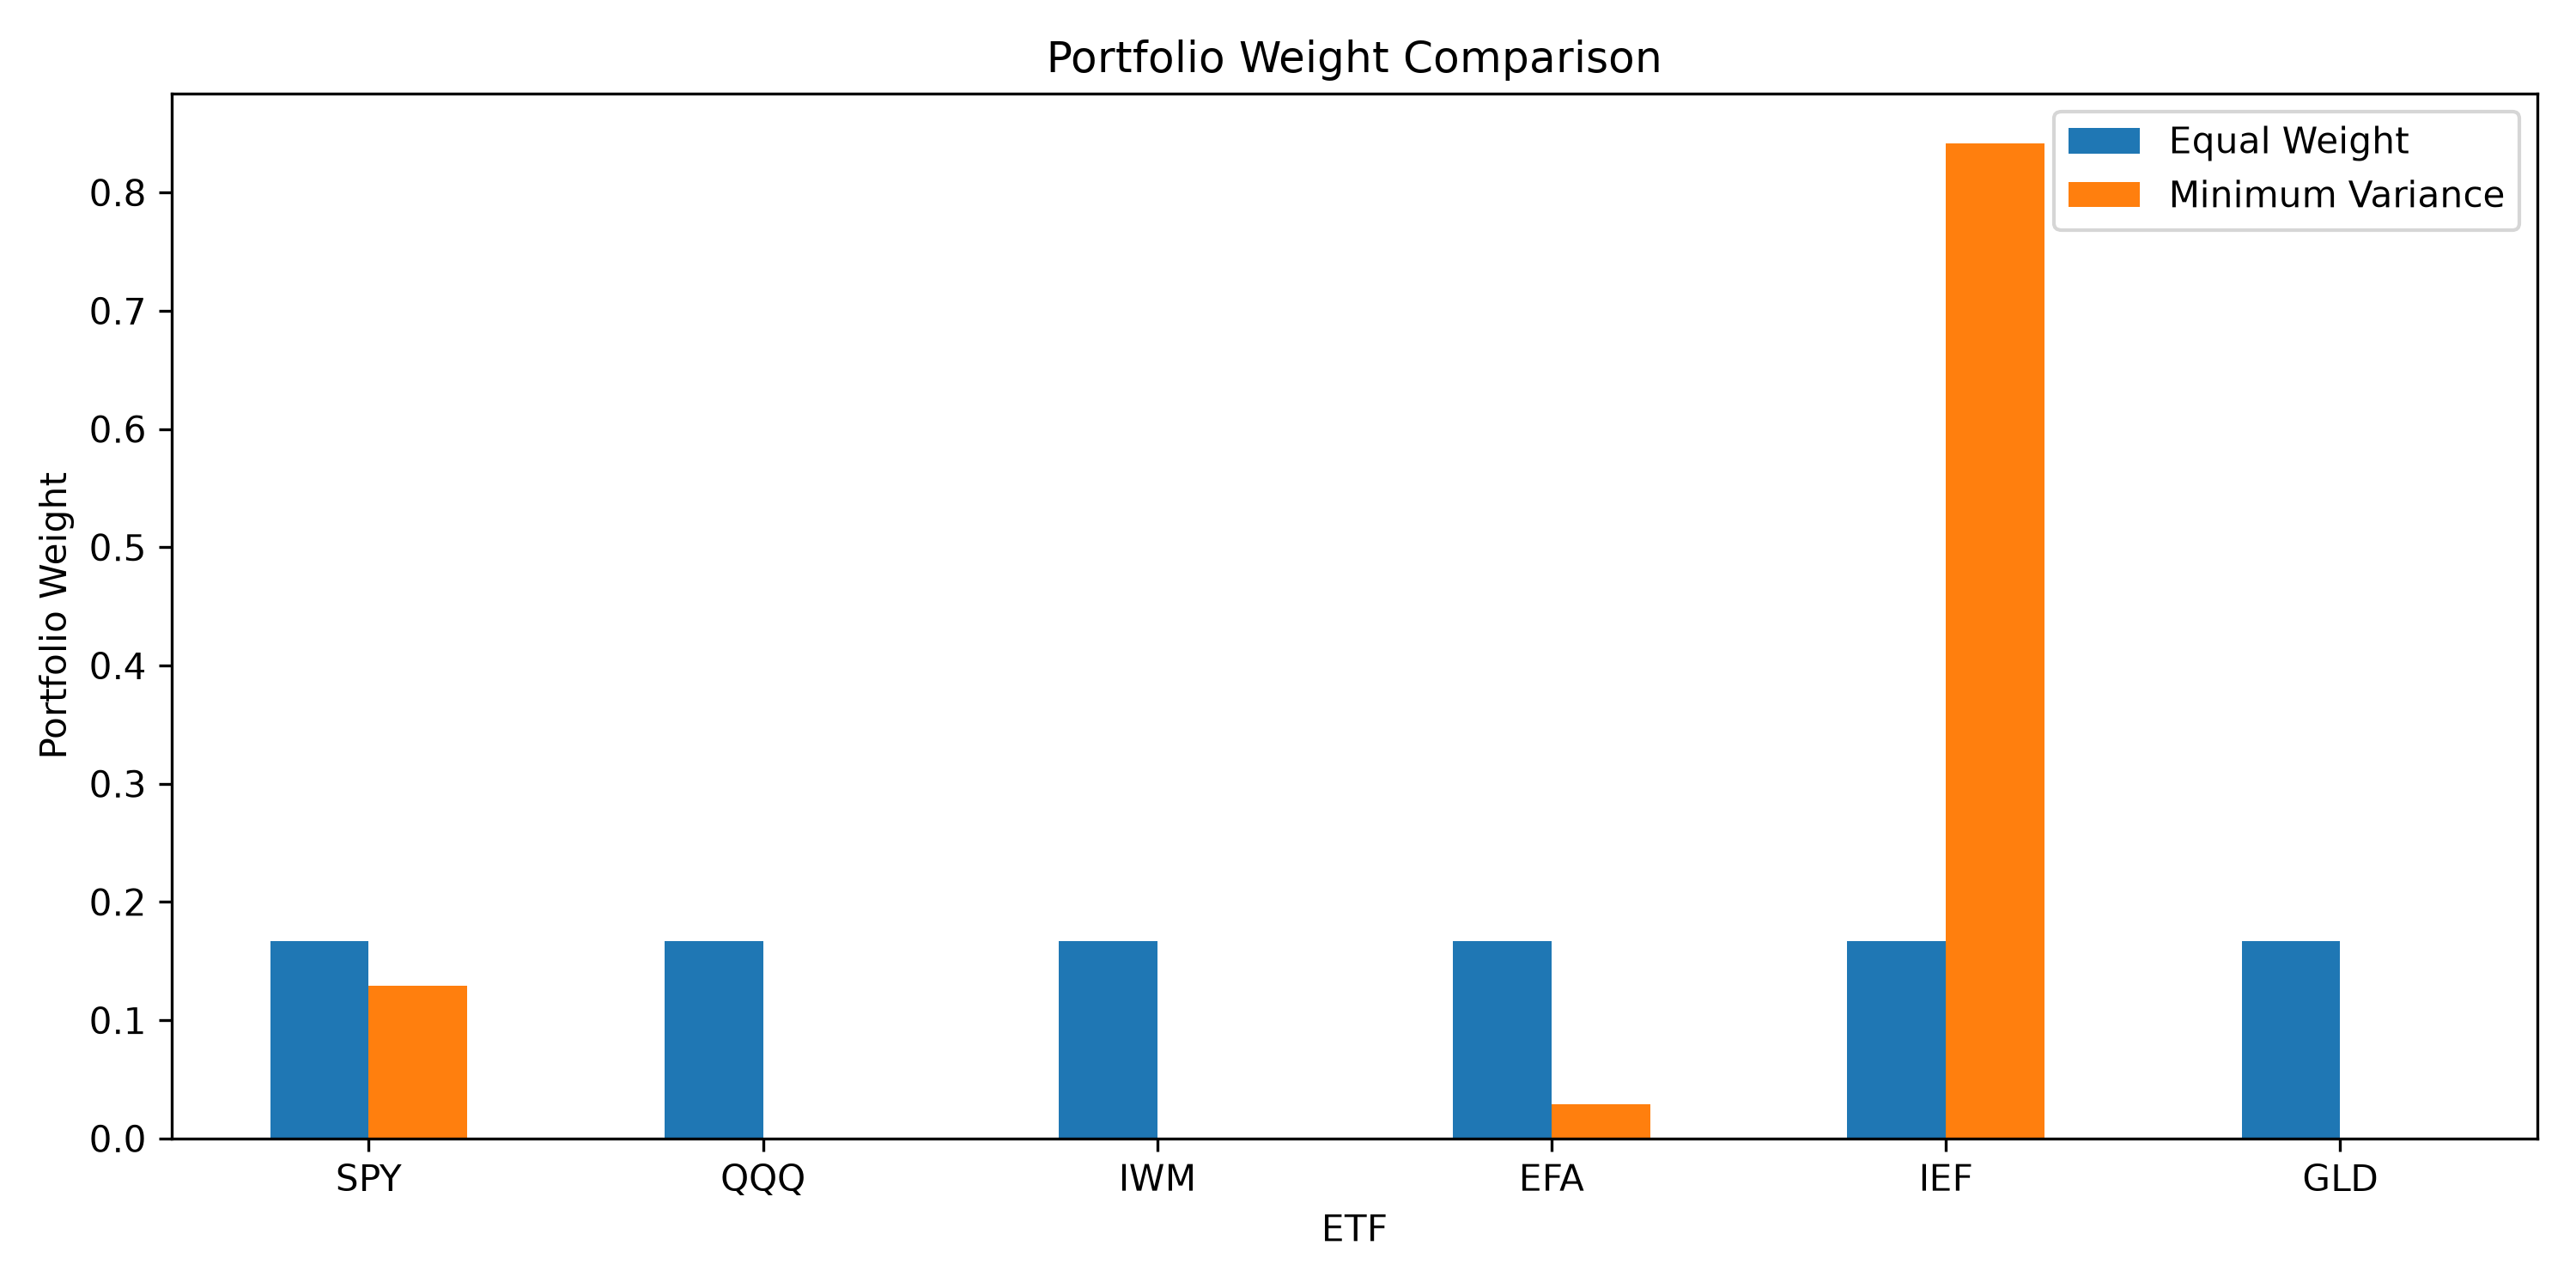 Portfolio Weight Comparison
Equal Weight
Minimum Variance
Portfolio Weight
0.8
0.7
0.6
0.5
0.4
0.3
0.2
0.1
0.0
SPY QQQ IWM EFA IEF GLD
ETF